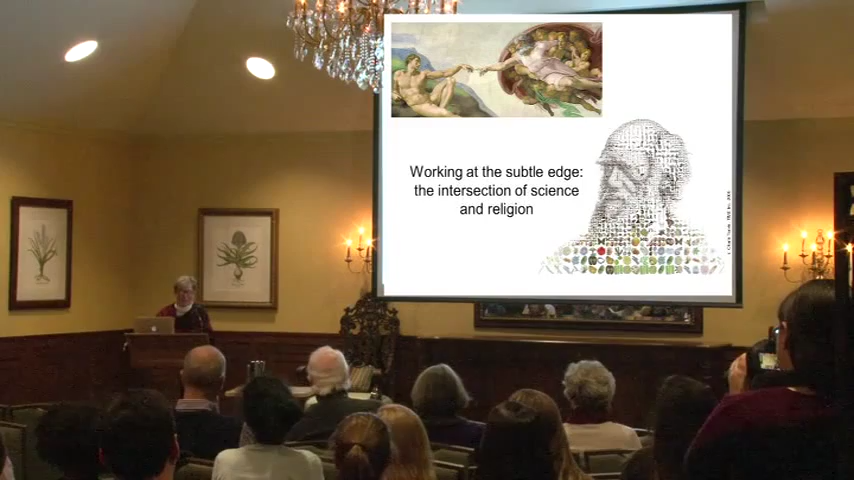 Working at the subtle edge:
the intersection of science
and religion